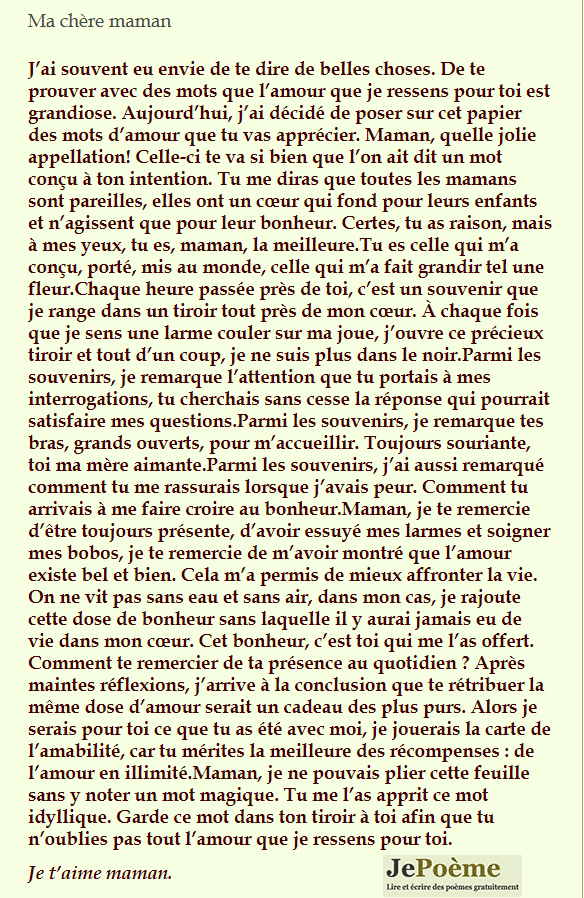 Ma chère maman
J'ai souvent eu envie de te dire de belles choses. De te
prouver avec des mots que l'amour que je ressens pour toi est
grandiose. Aujourd'hui, j'ai décidé de poser sur cet papier
des mots d'amour que tu vas apprécier. Maman, quelle jolie
appellation! Celle-ci te va si bien que l'on ait dit un mot
conçu à ton intention. Tu me diras que toutes les mamans
sont pareilles, elles ont un cœur qui fond pour leurs enfants
et n'agissent que pour leur bonheur. Certes, tu as raison, mais
à mes yeux, tu es, maman, la meilleure.Tu es celle qui m'a
conçu, porté, mis au monde, celle qui m'a fait grandir tel une
fleur.Chaque heure passée près de toi, c'est un souvenir que
je range dans un tiroir tout près de mon cœur. À chaque fois
que je sens une larme couler sur ma joue, j'ouvre ce précieux
tiroir et tout d'un coup, je ne suis plus dans le noir.Parmi les
souvenirs, je remarque l'attention que tu portais à mes
interrogations, tu cherchais sans cesse la réponse qui pourrait
satisfaire mes questions.Parmi les souvenirs, je remarque tes
bras, grands ouverts, pour m'accueillir. Toujours souriante,
toi ma mère aimante.Parmi les souvenirs, j'ai aussi remarqué
comment tu me rassurais lorsque j'avais peur. Comment tu
arrivais à me faire croire au bonheur.Maman, je te remercie
d'être toujours présente, d'avoir essuyé mes larmes et soigner
mes bobos, je te remercie de m'avoir montré que l'amour
existe bel et bien. Cela m'a permis de mieux affronter la vie.
On ne vit pas sans eau et sans air, dans mon cas, je rajoute
cette dose de bonheur sans laquelle il y aurai jamais eu de
vie dans mon cœur. Cet bonheur, c'est toi qui me l'as offert.
Comment te remercier de ta présence au quotidien ? Après
maintes réflexions, j'arrive à la conclusion que te rétribuer la
même dose d'amour serait un cadeau des plus purs. Alors je
serais pour toi ce que tu as été avec moi, je jouerais la carte de
l'amabilité, car tu mérites la meilleure des récompenses : de
l'amour en illimité.Maman, je ne pouvais plier cette feuille
sans y noter un mot magique. Tu me l'as apprit ce mot
idyllique. Garde ce mot dans ton tiroir à toi afin que tu
n'oublies pas tout l'amour que je ressens pour toi.
Je t'aime maman.
JePoème
Lire et écrire des poèmes gratuitement